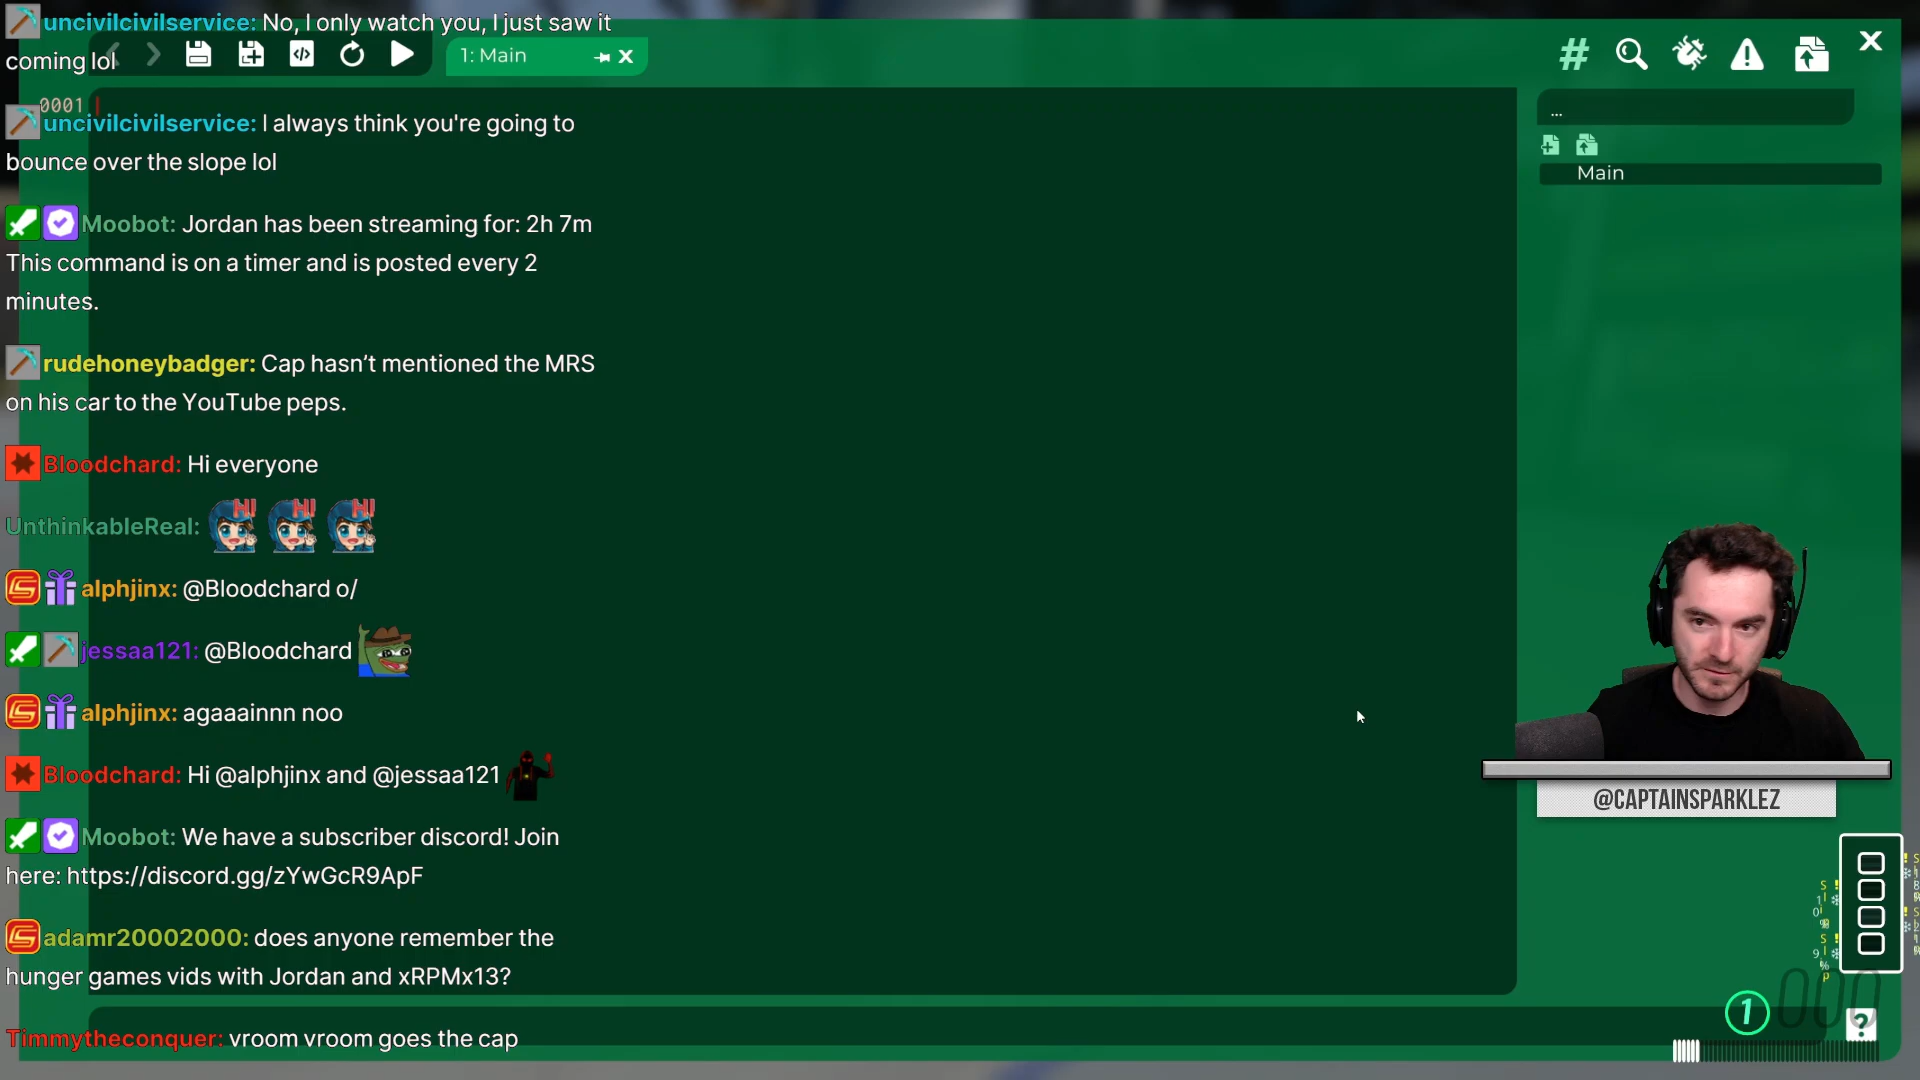 uncivilcivilservice: No, I only watch you, I just saw it
coming lol
1: Main
0001
uncivilcivilservice: I always think you're going to
bounce over the slope lol
Moobot: Jordan has been streaming for: 2h 7m
This command is on a timer and is posted every 2
minutes.
rudehoneybadger: Cap hasn’t mentioned the MRS
on his car to the YouTube peps.
Bloodchard: Hi everyone
UnthinkableReal: HI HI HI
alphjinx: @Bloodchard o/
jessaa121: @Bloodchard
alphjinx: agaaainnn noo
Bloodchard: Hi @alphjinx and @jessaa121
Moobot: We have a subscriber discord! Join
here: https://discord.gg/zYwGcR9ApF
adamr20002000: does anyone remember the
hunger games vids with Jordan and xRPMx13?
Timmytheconquer: vroom vroom goes the cap
...
Main
@CAPTAINSPARKLEZ
1
000
?